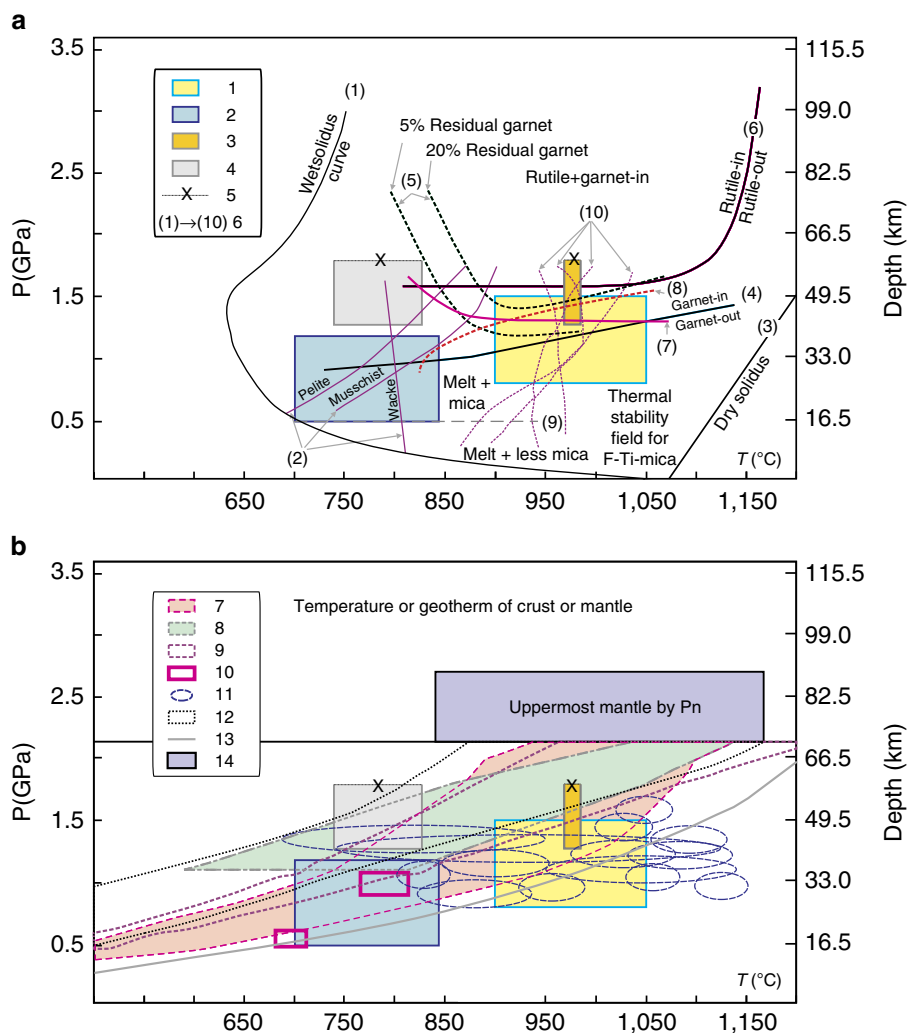 a
3.5
2.5
1.5
0.5
P(GPa)
115.5
99.0
82.5
66.5
49.5
33.0
16.5
Depth (km)
1
2
3
4
X 5
(1)→(10) 6
(1)
Wetsolidus
curve
5% Residual garnet
20% Residual garnet
(5)
Rutile+garnet-in
(10)
(6)
Rutile-in
Rutile-out
X
X
(8)
Garnet-in
(4)
Garnet-out
(3)
(7)
Pelite
Musschist
Wacke
Melt +
mica
(2)
(9)
Melt + less mica
Thermal
stability
field for
F-Ti-mica
Dry solidus
T (°C)
650
750
850
950
1,050
1,150
b
3.5
2.5
1.5
0.5
P(GPa)
115.5
99.0
82.5
66.5
49.5
33.0
16.5
Depth (km)
7
8
9
10
11
12
13
14
Temperature or geotherm of crust or mantle
Uppermost mantle by Pn
X
X
T (°C)
650
750
850
950
1,050
1,150